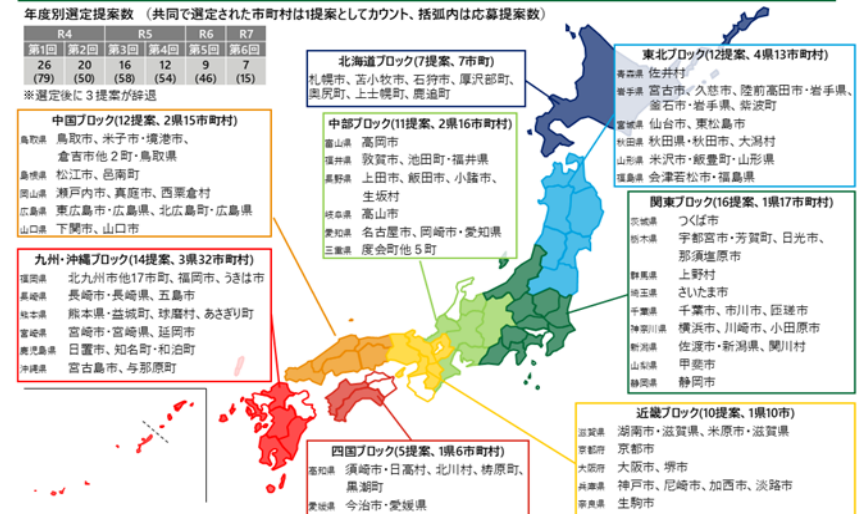 年度別選定提案数 （共同で選定された市町村は1提案としてカウント、括弧内は応募提案数）
R4 R5 R6 R7
第1回 第2回 第3回 第4回 第5回 第6回
26 20 16 12 9 7
(79) (50) (58) (54) (46) (15)
※選定後に３提案が辞退
北海道ブロック(7提案、7市町)
札幌市、苫小牧市、石狩市、厚沢部町、
奥尻町、上士幌町、鹿追町
東北ブロック(12提案、4県13市町村)
青森県 佐井村
岩手県 宮古市、久慈市、陸前高田市・岩手県、
釜石市・岩手県、紫波町
宮城県 仙台市、東松島市
秋田県 秋田県・秋田市、大潟村
山形県 米沢市・飯豊町・山形県
福島県 会津若松市・福島県
中国ブロック(12提案、2県15市町村)
鳥取県 鳥取市、米子市・境港市、
倉吉市他２町・鳥取県
島根県 松江市、邑南町
岡山県 瀬戸内市、真庭市、西粟倉村
広島県 東広島市・広島県、北広島町・広島県
山口県 下関市、山口市
中部ブロック(11提案、2県16市町村)
富山県 高岡市
福井県 敦賀市、池田町・福井県
長野県 上田市、飯田市、小諸市、
生坂村
岐阜県 高山市
愛知県 名古屋市、岡崎市・愛知県
三重県 度会町他５町
関東ブロック(16提案、1県17市町村)
茨城県 つくば市
栃木県 宇都宮市・芳賀町、日光市、
那須塩原市
群馬県 上野村
埼玉県 さいたま市
千葉県 千葉市、市川市、匝瑳市
神奈川県 横浜市、川崎市、小田原市
新潟県 佐渡市・新潟県、関川村
山梨県 甲斐市
静岡県 静岡市
九州・沖縄ブロック(14提案、3県32市町村)
福岡県 北九州市他17市町、福岡市、うきは市
長崎県 長崎市・長崎県、五島市
熊本県 熊本県・益城町、球磨村、あさぎり町
宮崎県 宮崎市・宮崎県、延岡市
鹿児島県 日置市、知名町・和泊町
沖縄県 宮古島市、与那原町
四国ブロック(5提案、1県6市町村)
高知県 須崎市・日高村、北川村、梼原町、
黒潮町
愛媛県 今治市・愛媛県
近畿ブロック(10提案、1県10市)
滋賀県 湖南市・滋賀県、米原市・滋賀県
京都府 京都市
大阪府 大阪市、堺市
兵庫県 神戸市、尼崎市、加西市、淡路市
奈良県 生駒市